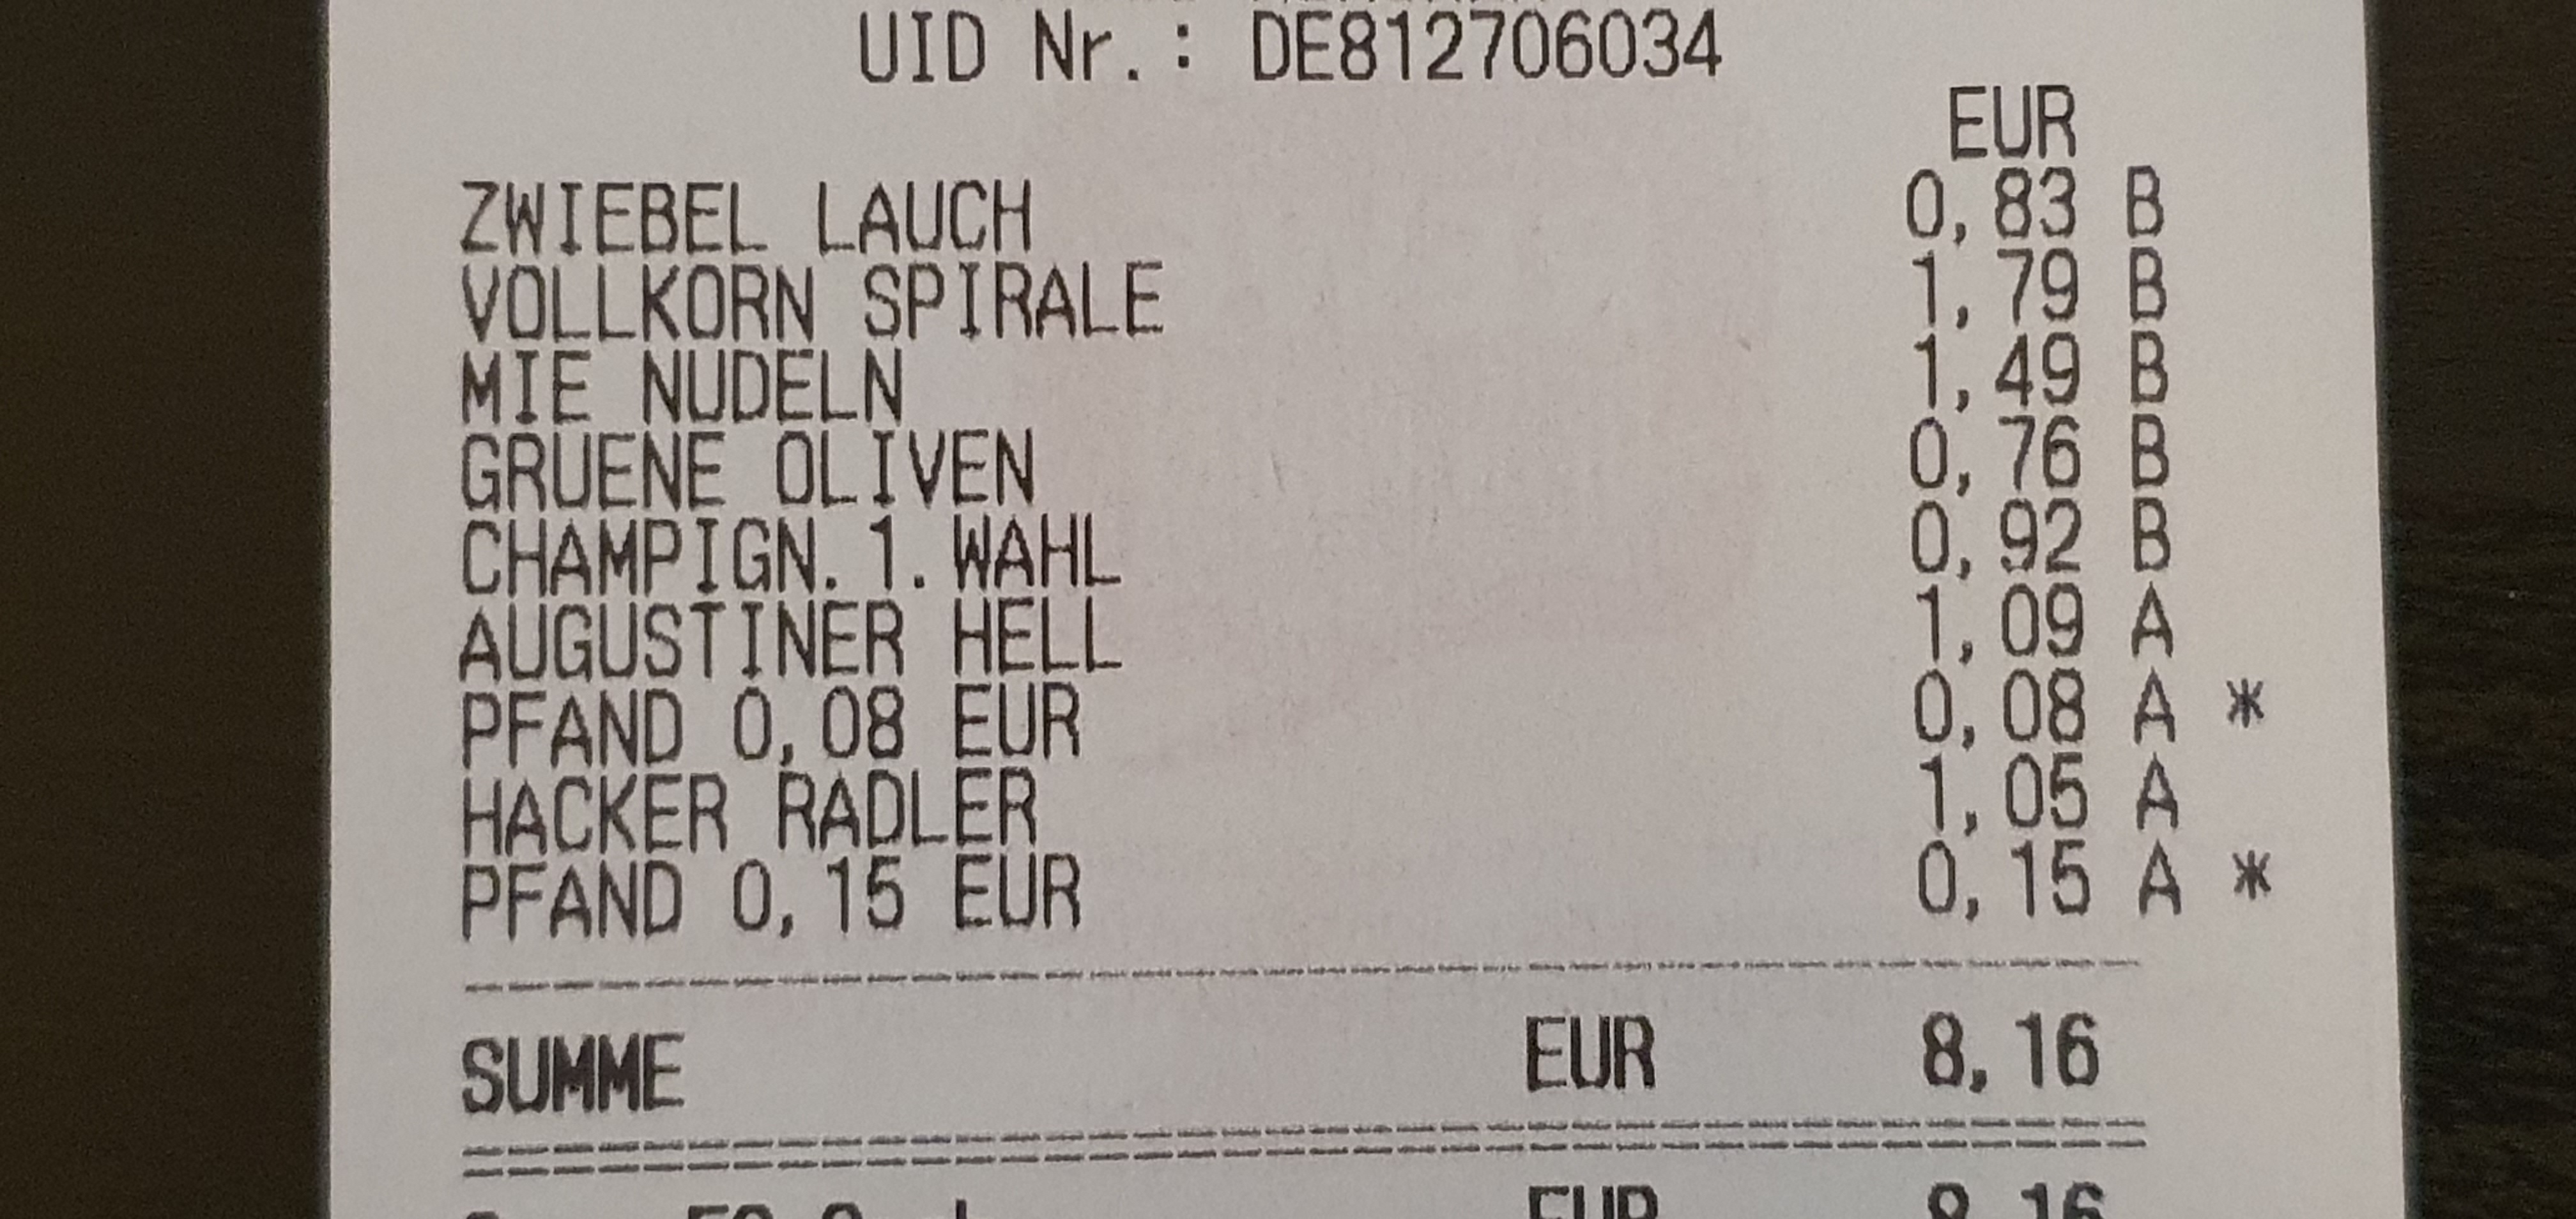 UID Nr.: DE812706034
EUR
ZWIEBEL LAUCH 0,83 B
VOLLKORN SPIRALE 1,79 B
MIE NUDELN 1,49 B
GRUENE OLIVEN 0,76 B
CHAMPIGN.1.WAHL 0,92 B
AUGUSTINER HELL 1,09 A
PFAND 0,08 EUR 0,08 A *
HACKER RADLER 1,05 A
PFAND 0,15 EUR 0,15 A *
SUMME EUR 8,16
EUR 8,16